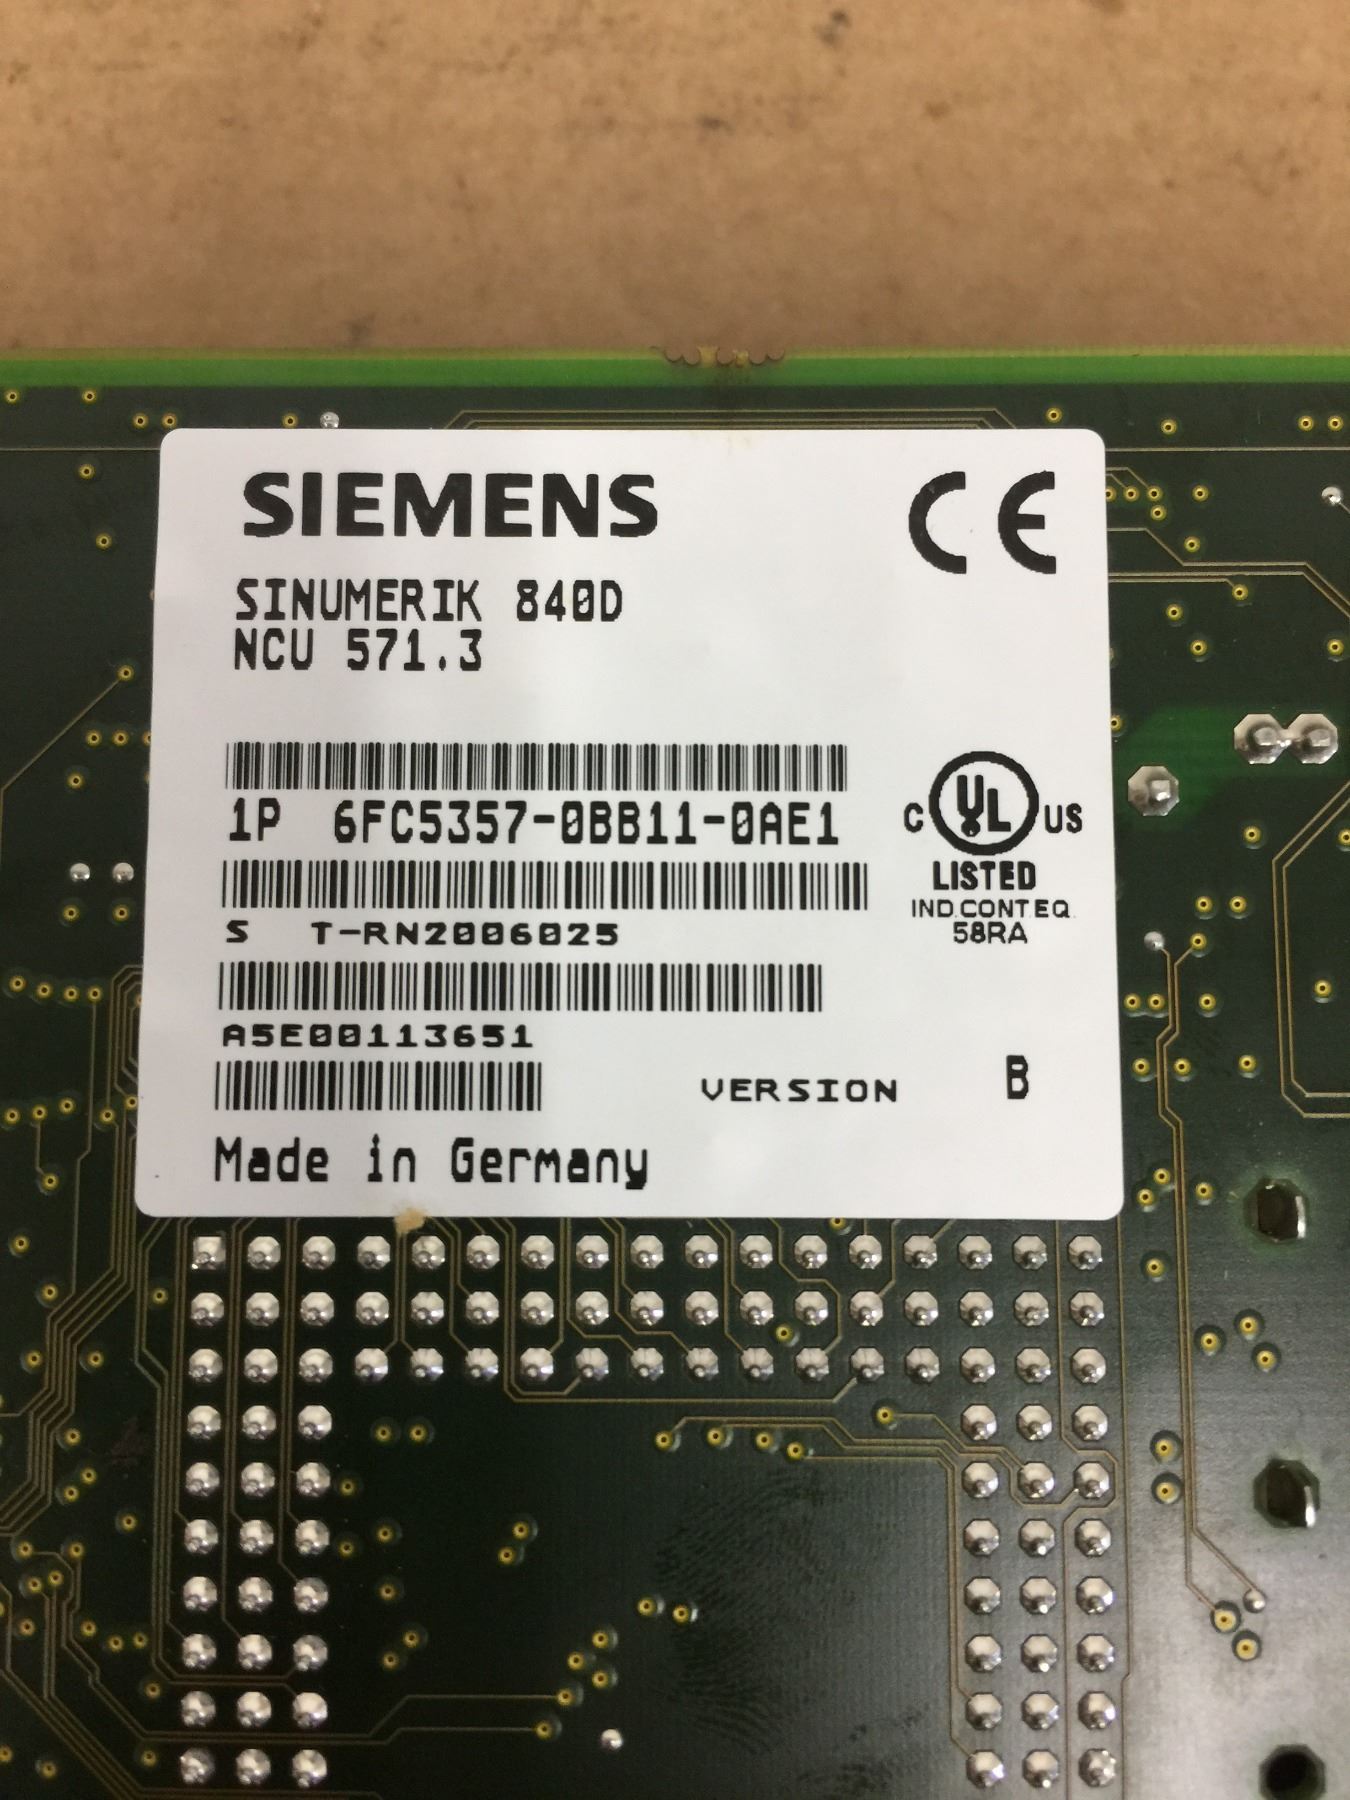 SIEMENS
CE
SINUMERIK 840D
NCU 571.3
1P 6FC5357-0BB11-0AE1
C UL US
LISTED
IND.CONT.EQ.
58RA
S T-RN2006025
A5E00113651
VERSION B
Made in Germany